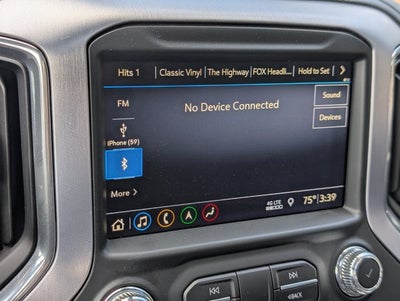 Hits 1 Classic Vinyl The Highway FOX Headli... Hold to Set
FM
No Device Connected
Sound
Devices
iPhone (59)
More
4G LTE
75° 3:39
BACK